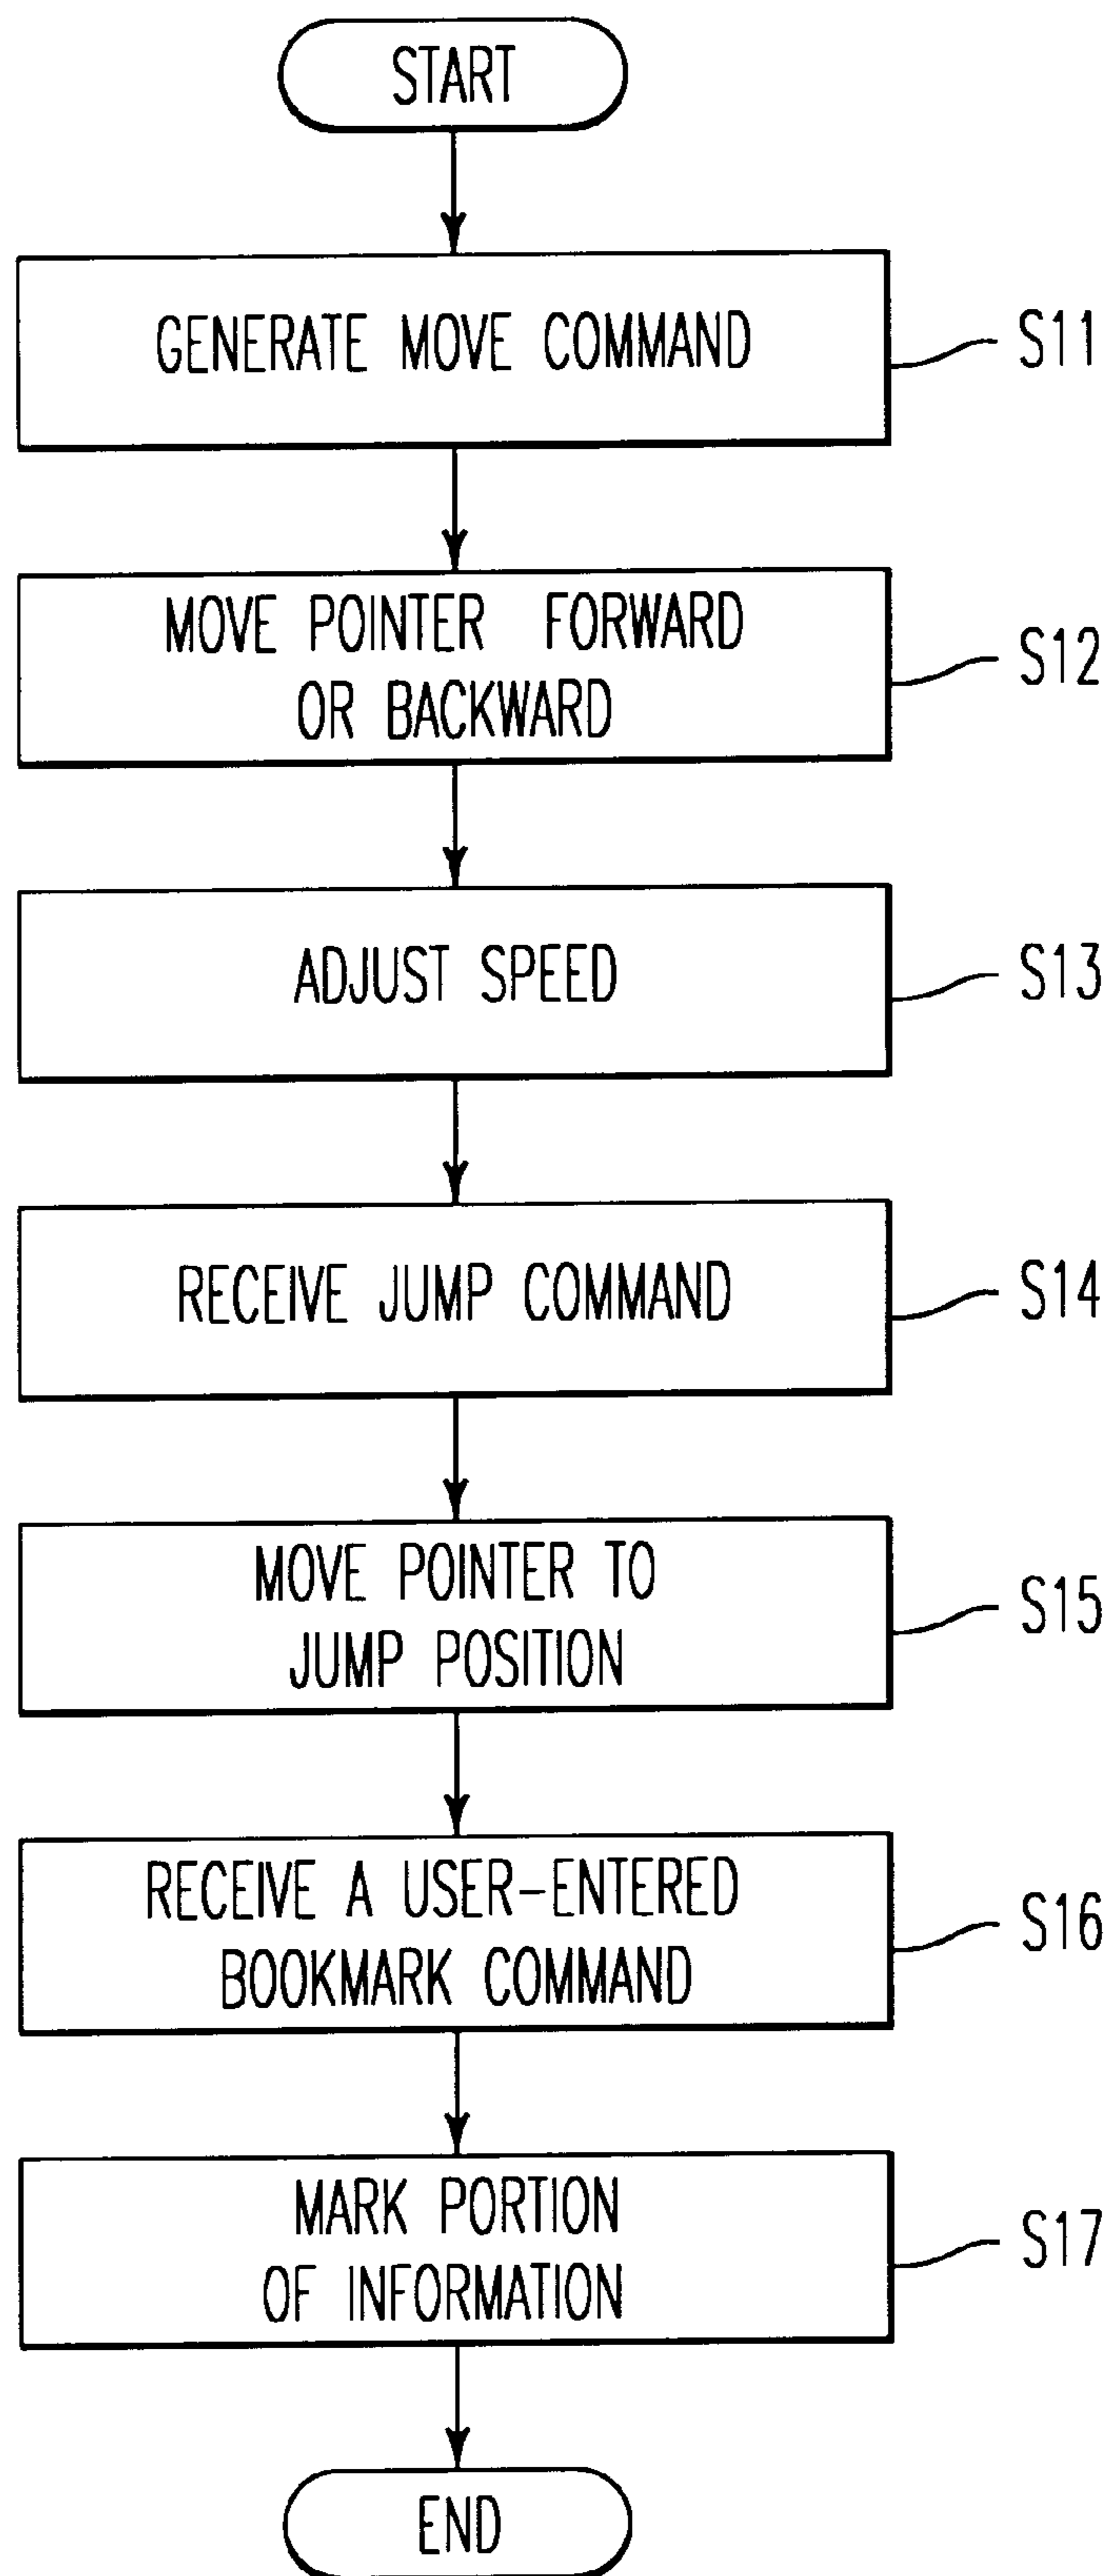 START
GENERATE MOVE COMMAND
S11
MOVE POINTER FORWARD
OR BACKWARD
S12
ADJUST SPEED
S13
RECEIVE JUMP COMMAND
S14
MOVE POINTER TO
JUMP POSITION
S15
RECEIVE A USER-ENTERED
BOOKMARK COMMAND
S16
MARK PORTION
OF INFORMATION
S17
END